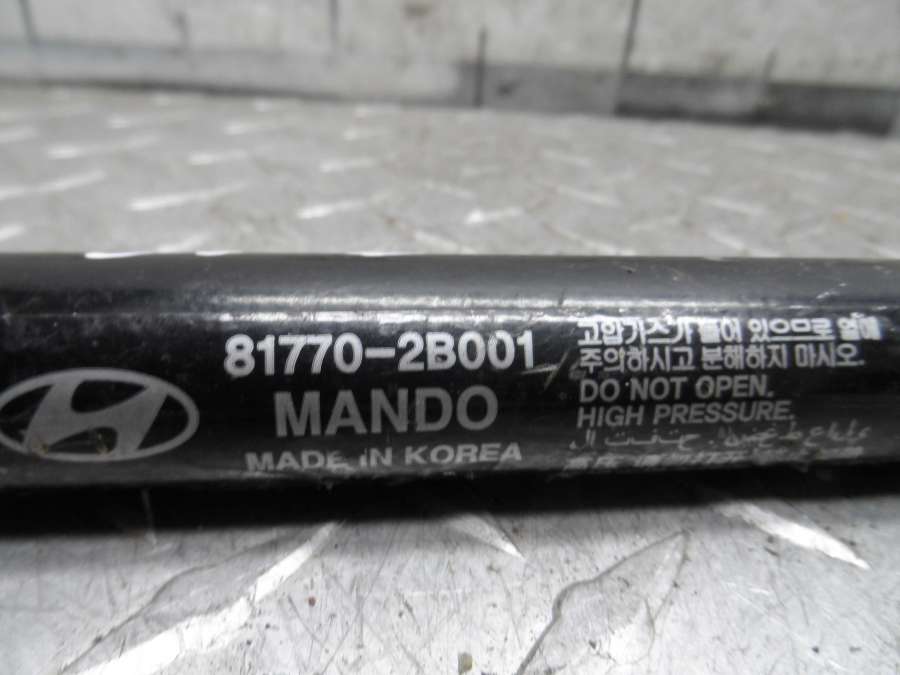 81770-2B001
MANDO
MADE IN KOREA
고압가스가 들어 있으므로 열에
주의하시고 분해하지 마시오.
DO NOT OPEN.
HIGH PRESSURE.